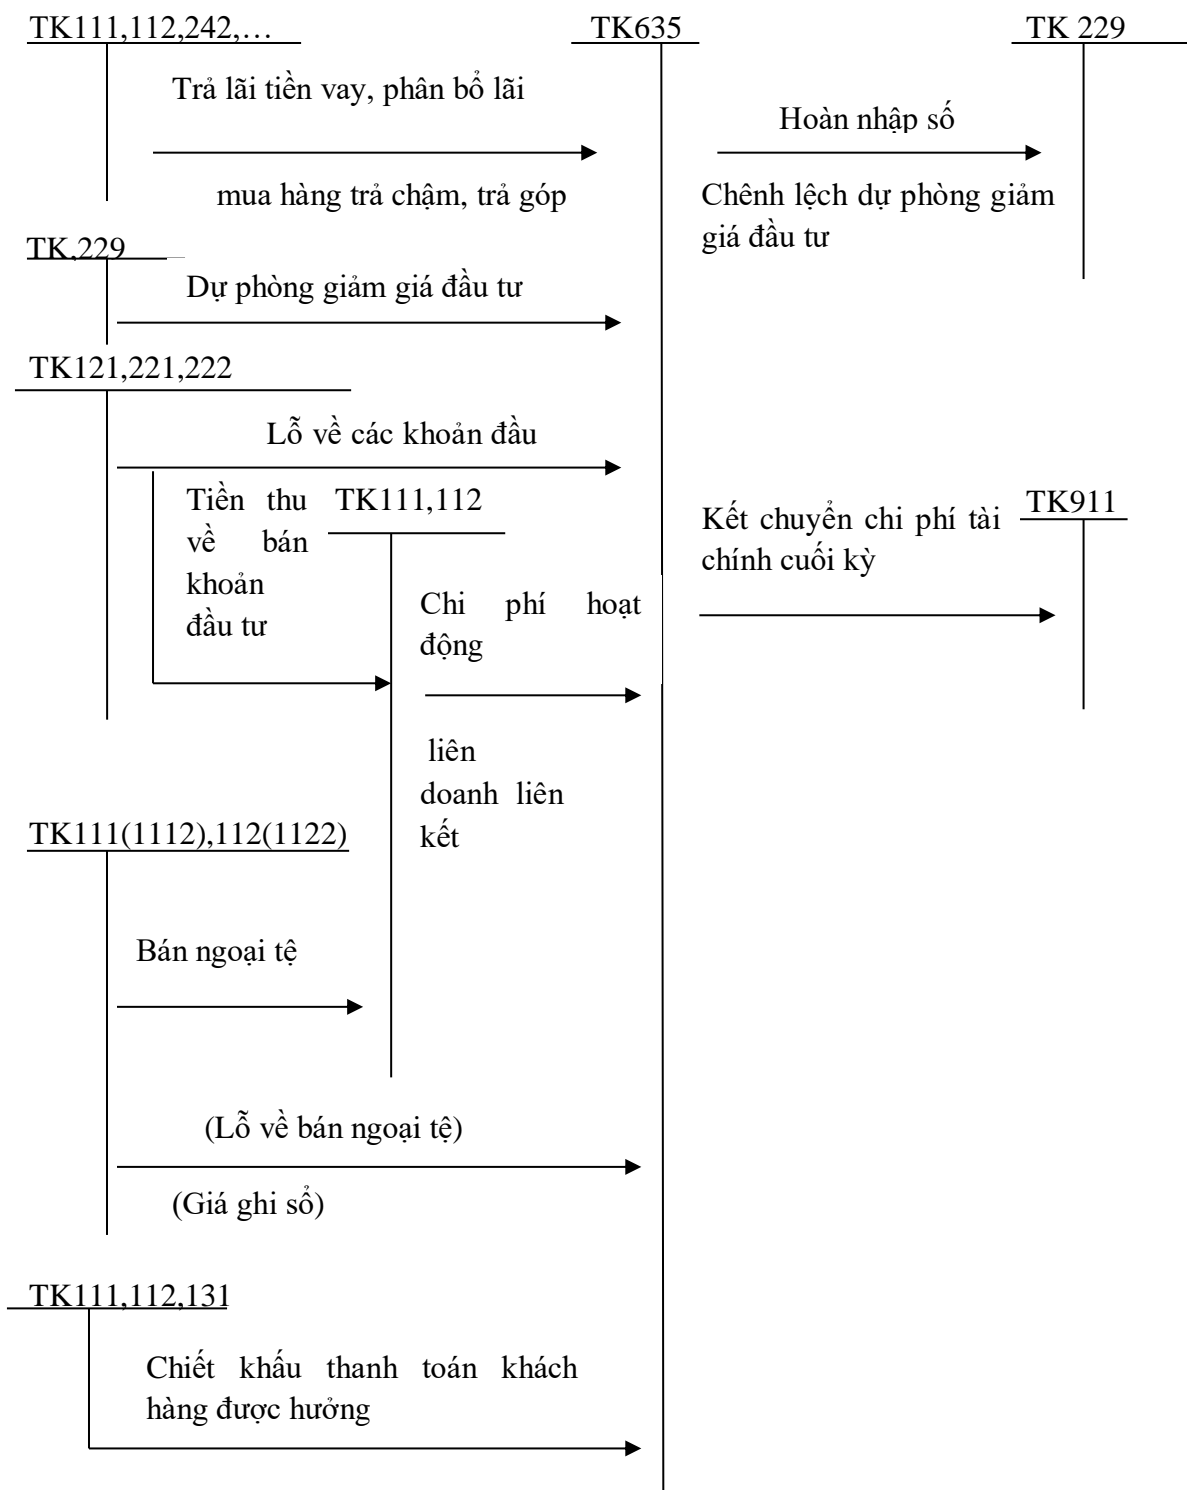 TK111,112,242,…
TK635
TK 229
Trả lãi tiền vay, phân bổ lãi
Hoàn nhập số
mua hàng trả chậm, trả góp
Chênh lệch dự phòng giảm
giá đầu tư
TK,229
Dự phòng giảm giá đầu tư
TK121,221,222
Lỗ về các khoản đầu
Tiền thu
về bán
khoản
đầu tư
TK111,112
Kết chuyển chi phí tài
chính cuối kỳ
TK911
Chi phí hoạt
động
liên
doanh liên
kết
TK111(1112),112(1122)
Bán ngoại tệ
(Lỗ về bán ngoại tệ)
(Giá ghi sổ)
TK111,112,131
Chiết khấu thanh toán khách
hàng được hưởng